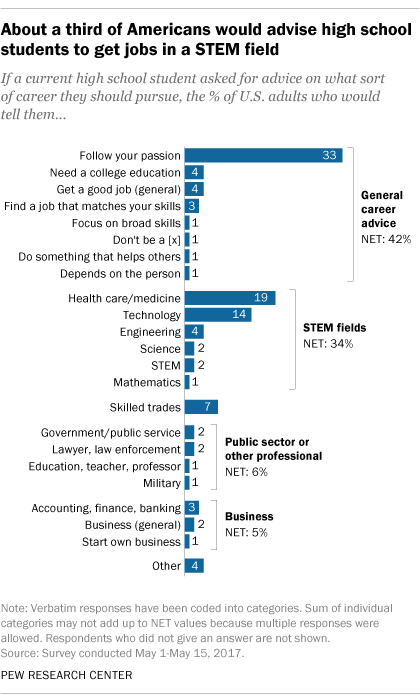 About a third of Americans would advise high school
students to get jobs in a STEM field
If a current high school student asked for advice on what sort
of career they should pursue, the % of U.S. adults who would
tell them...
Follow your passion 33
Need a college education 4
Get a good job (general) 4
Find a job that matches your skills 3
Focus on broad skills 1
Don't be a [x] 1
Do something that helps others 1
Depends on the person 1
General
career
advice
NET: 42%
Health care/medicine 19
Technology 14
Engineering 4
Science 2
STEM 2
Mathematics 1
STEM fields
NET: 34%
Skilled trades 7
Government/public service 2
Lawyer, law enforcement 2
Education, teacher, professor 1
Military 1
Public sector or
other professional
NET: 6%
Accounting, finance, banking 3
Business (general) 2
Start own business 1
Business
NET: 5%
Other 4
Note: Verbatim responses have been coded into categories. Sum of individual
categories may not add up to NET values because multiple responses were
allowed. Respondents who did not give an answer are not shown.
Source: Survey conducted May 1-May 15, 2017.
PEW RESEARCH CENTER